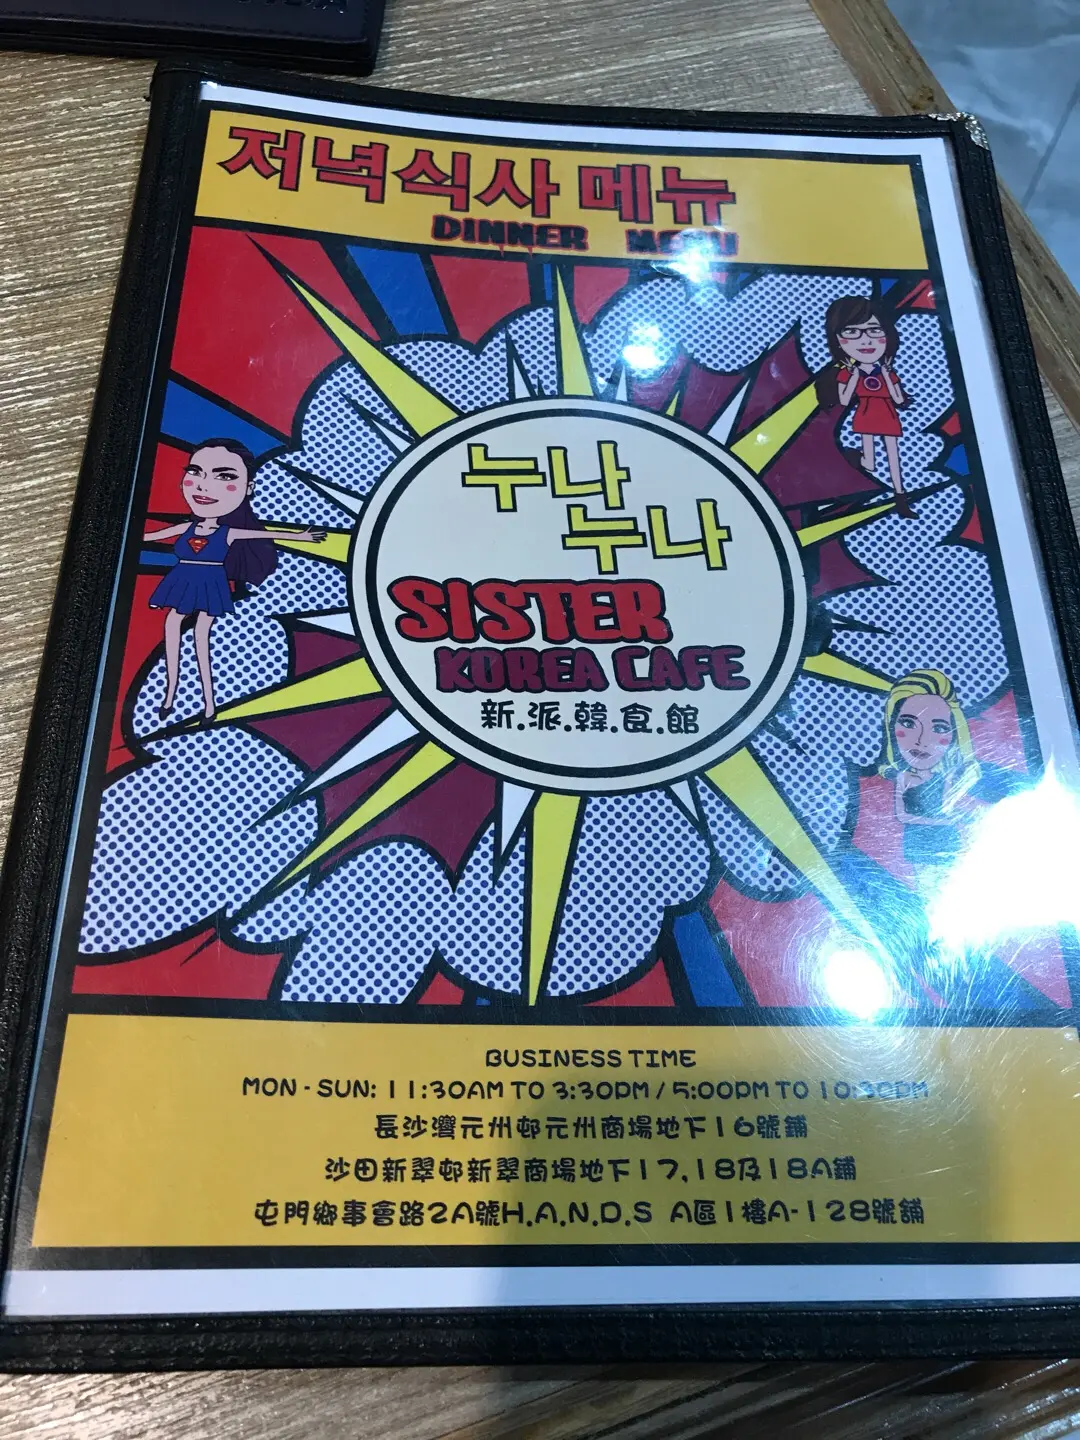 저녁식사 메뉴
DINNER MENU
누나
누나
SISTER
KOREA CAFE
新.派.韓.食.館
BUSINESS TIME
MON - SUN: 11:30AM TO 3:30PM / 5:00PM TO 10:30PM
長沙灣元州邨元州商場地下16號鋪
沙田新翠邨新翠商場地下17,18及18A鋪
屯門鄉事會路2A號H.A.N.D.S A區1樓A-128號舖